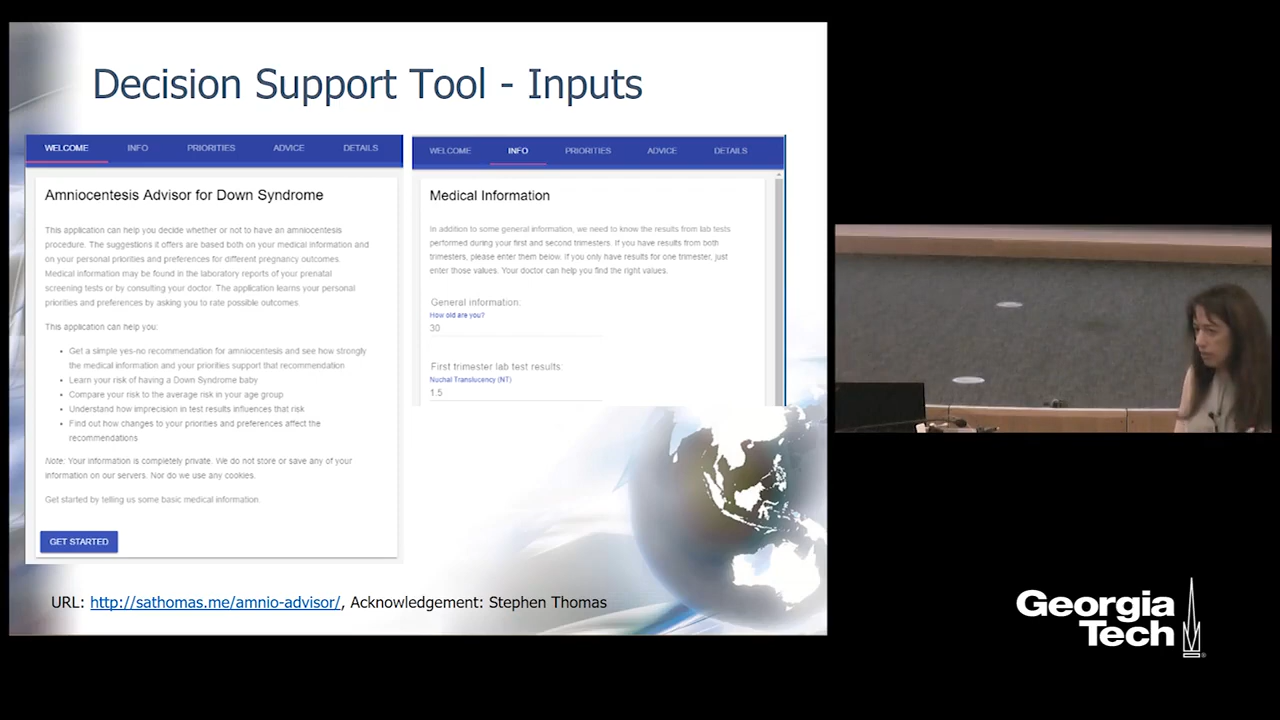 Decision Support Tool - Inputs
WELCOME INFO PRIORITIES ADVICE DETAILS
Amniocentesis Advisor for Down Syndrome
This application can help you decide whether or not to have an amniocentesis
procedure. The suggestions it offers are based both on your medical information and
on your personal priorities and preferences for different pregnancy outcomes.
Medical information may be found in the laboratory reports of your prenatal
screening tests or by consulting your doctor. The application learns your personal
priorities and preferences by asking you to rate possible outcomes.
This application can help you:
• Get a simple yes-no recommendation for amniocentesis and see how strongly
the medical information and your priorities support that recommendation
• Learn your risk of having a Down Syndrome baby
• Compare your risk to the average risk in your age group
• Understand how imprecision in test results influences that risk
• Find out how changes to your priorities and preferences affect the
recommendations
Note: Your information is completely private. We do not store or save any of your
information on our servers. Nor do we use any cookies.
Get started by telling us some basic medical information.
GET STARTED
WELCOME INFO PRIORITIES ADVICE DETAILS
Medical Information
In addition to some general information, we need to know the results from lab tests
performed during your first and second trimesters. If you have results from both
trimesters, please enter them below. If you only have results for one trimester, just
enter those values. Your doctor can help you find the right values.
General information:
How old are you?
30
First trimester lab test results:
Nuchal Translucency (NT)
1.5
URL: http://sathomas.me/amnio-advisor/, Acknowledgement: Stephen Thomas
Georgia
Tech